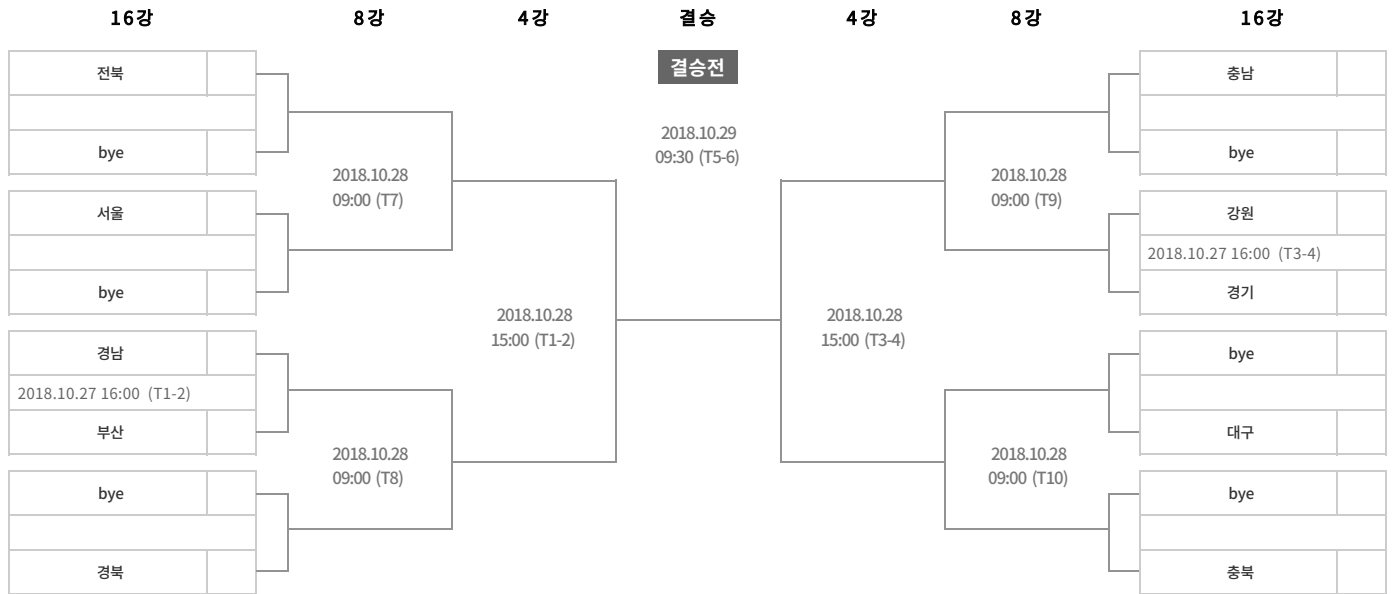 16강 8강 4강 결승 4강 8강 16강
결승전
2018.10.29
09:30 (T5-6)
전북
bye
2018.10.28
09:00 (T7)
서울
bye
경남
2018.10.27 16:00 (T1-2)
부산
2018.10.28
09:00 (T8)
bye
경북
2018.10.28
15:00 (T1-2)
2018.10.28
15:00 (T3-4)
충남
bye
2018.10.28
09:00 (T9)
강원
2018.10.27 16:00 (T3-4)
경기
bye
대구
2018.10.28
09:00 (T10)
bye
충북